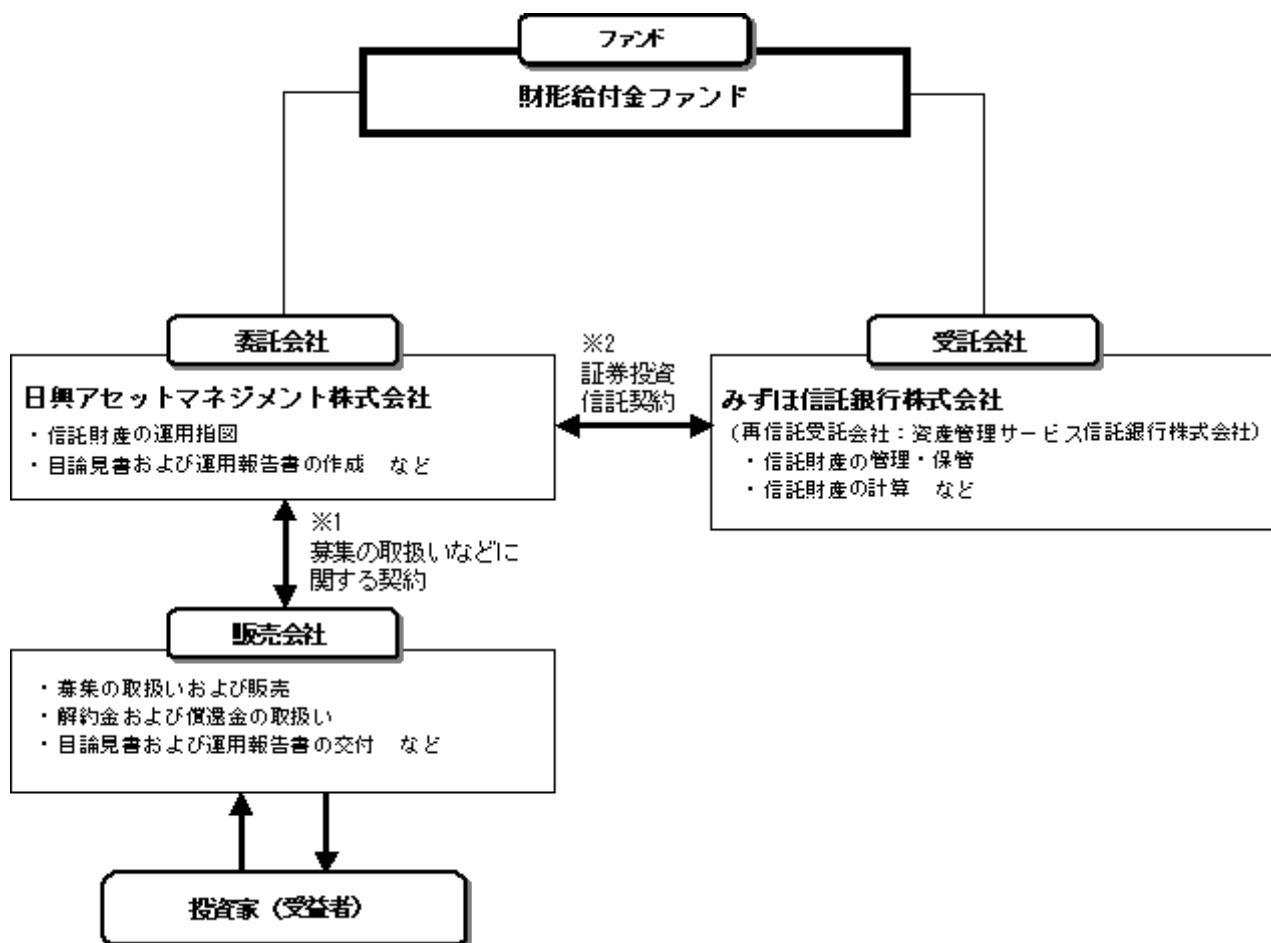 ファンド
財形給付金ファンド
委託会社
日興アセットマネジメント株式会社
・信託財産の運用指図
・目論見書および運用報告書の作成　など
※2
証券投資
信託契約
受託会社
みずほ信託銀行株式会社
（再信託受託会社：資産管理サービス信託銀行株式会社）
・信託財産の管理・保管
・信託財産の計算　など
※1
募集の取扱いなどに
関する契約
販売会社
・募集の取扱いおよび販売
・解約金および償還金の取扱い
・目論見書および運用報告書の交付　など
投資家（受益者）